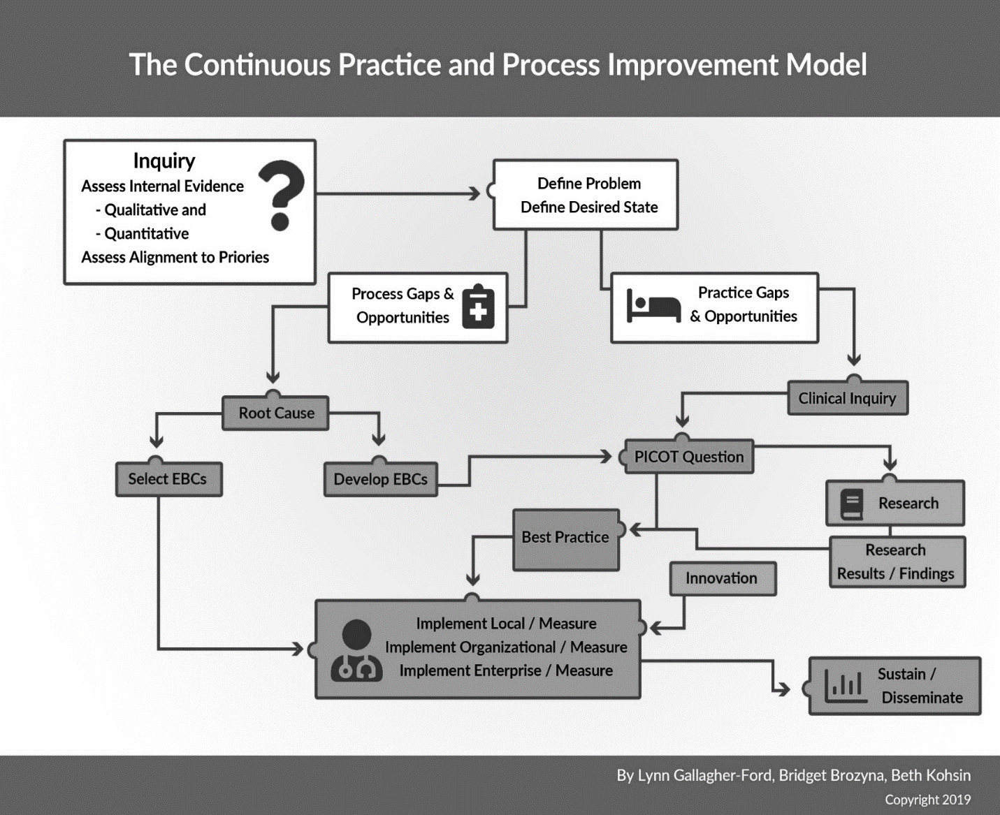 The Continuous Practice and Process Improvement Model
Inquiry
Assess Internal Evidence
- Qualitative and
- Quantitative
Assess Alignment to Priories
Define Problem
Define Desired State
Process Gaps &
Opportunities
Practice Gaps
& Opportunities
Root Cause
Clinical Inquiry
Select EBCs
Develop EBCs
PICOT Question
Research
Best Practice
Research
Results / Findings
Innovation
Implement Local / Measure
Implement Organizational / Measure
Implement Enterprise / Measure
Sustain /
Disseminate
By Lynn Gallagher-Ford, Bridget Brozyna, Beth Kohsin
Copyright 2019